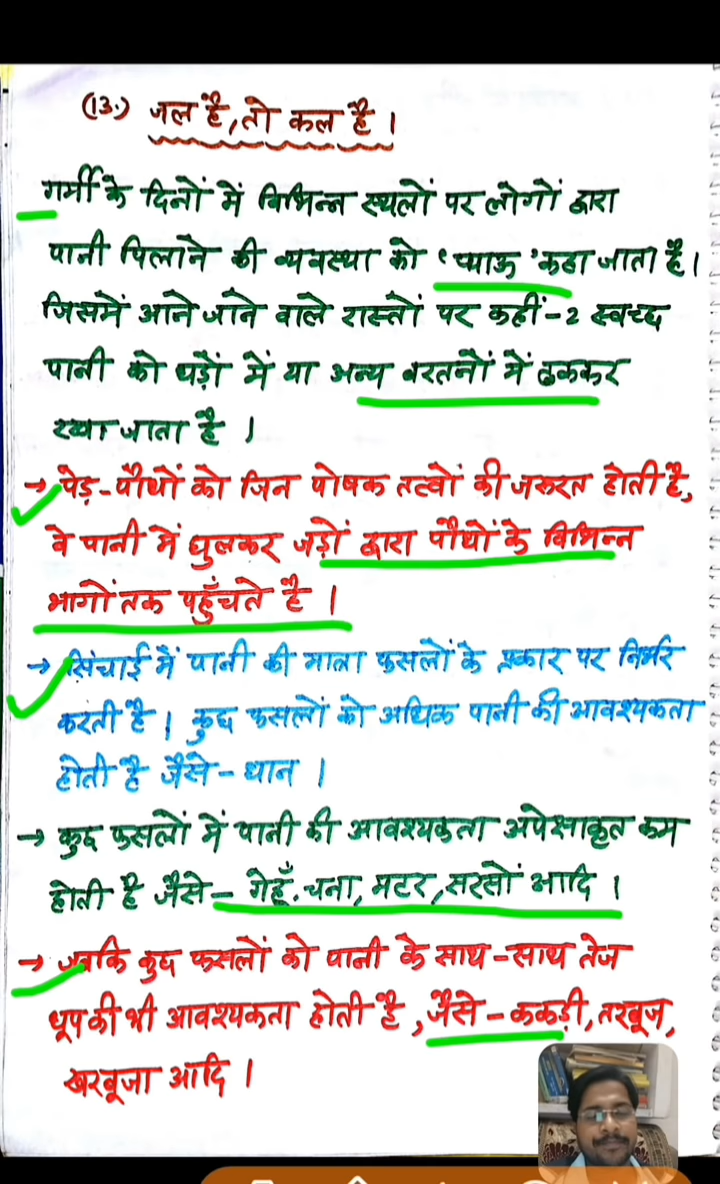 (13.) जल है, तो कल है।
गर्मी के दिनों में विभिन्न स्थलों पर लोगों द्वारा
पानी पिलाने की व्यवस्था को 'प्याऊ' कहा जाता है।
जिसमें आने जाने वाले रास्तों पर कहीं-2 स्वच्छ
पानी को घड़ों में या अन्य बरतनों में ढककर
रखा जाता है।
→ पेड़-पौधों को जिन पोषक तत्वों की जरुरत होती है,
वे पानी में घुलकर जड़ों द्वारा पौधों के विभिन्न
भागों तक पहुँचते है।
→ सिंचाई में पानी की मात्रा फसलों के प्रकार पर निर्भर
करती है। कुछ फसलों को अधिक पानी की आवश्यकता
होती है जैसे- धान।
→ कुछ फसलों में पानी की आवश्यकता अपेक्षाकृत कम
होती है जैसे- गेहूँ, चना, मटर, सरसों आदि।
→ जबकि कुछ फसलों को पानी के साथ-साथ तेज
धूप की भी आवश्यकता होती है, जैसे- ककड़ी, तरबूज,
खरबूजा आदि।